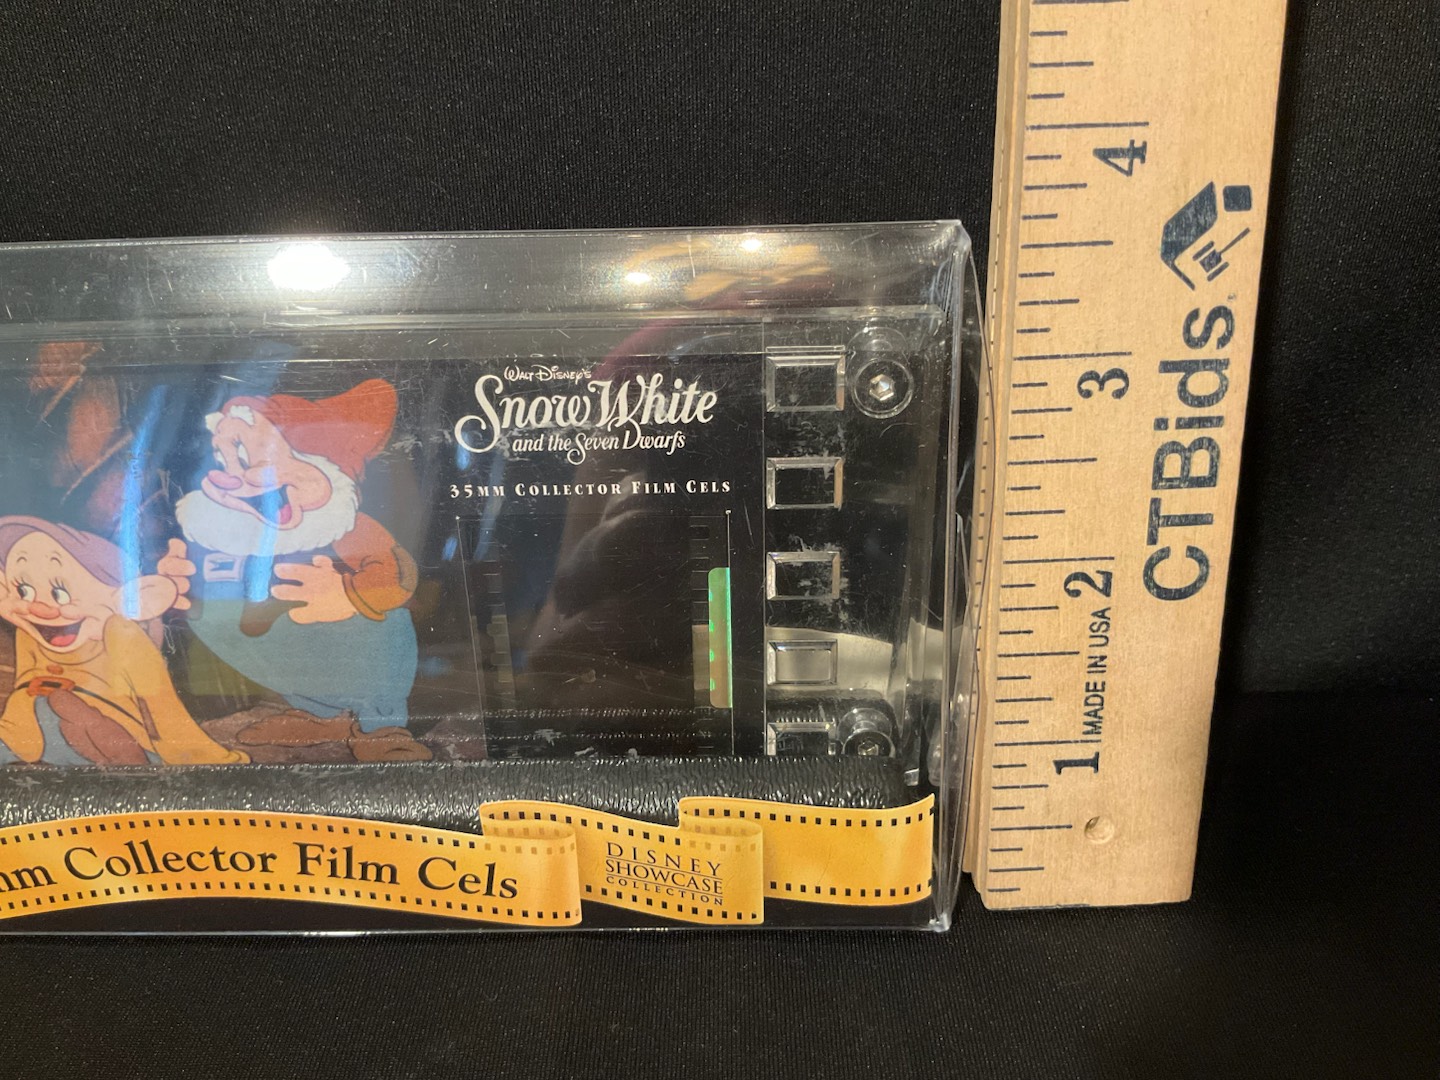 WALT DISNEY'S
Snow White
and the Seven Dwarfs
35MM COLLECTOR FILM CELS
Collector Film Cels
DISNEY
SHOWCASE
COLLECTION
4
3
2
1
MADE IN USA
CTBids